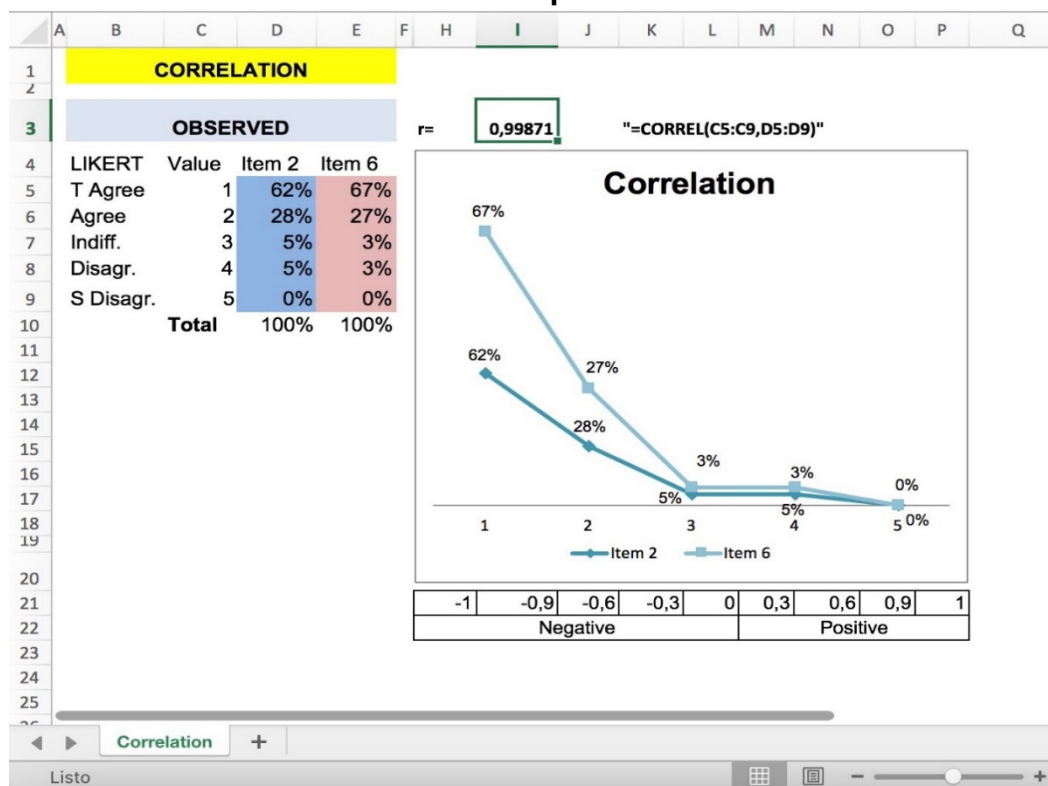 A B C D E F H I J K L M N O P Q
1 CORRELATION
2
3 OBSERVED r= 0,99871 "=CORREL(C5:C9,D5:D9)"
4 LIKERT Value Item 2 Item 6
5 T Agree 1 62% 67%
6 Agree 2 28% 27%
7 Indiff. 3 5% 3%
8 Disagr. 4 5% 3%
9 S Disagr. 5 0% 0%
10 Total 100% 100%
11
12
13
14
15
16
17
18
19
20
Correlation
67%
62%
27%
28%
3%
3%
0%
5%
5%
0%
1 2 3 4 5
Item 2 Item 6
21 -1 -0,9 -0,6 -0,3 0 0,3 0,6 0,9 1
22 Negative Positive
23
24
25
Correlation +
Listo